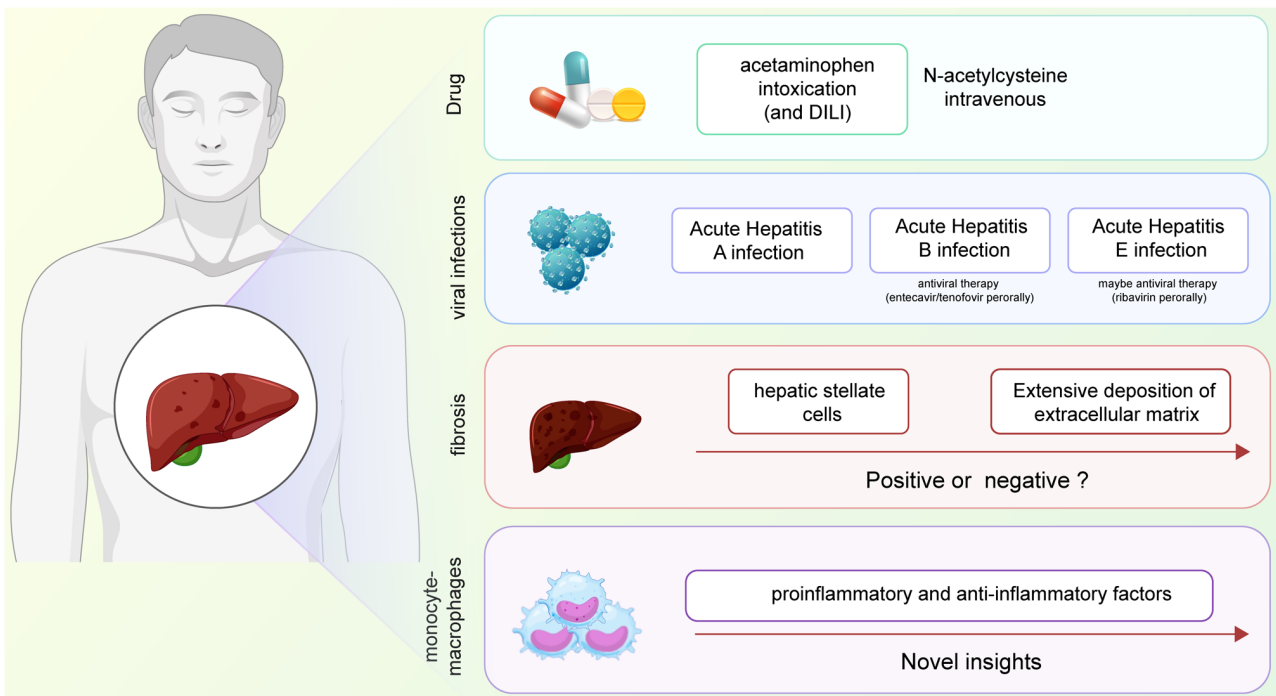 Drug
acetaminophen
intoxication
(and DILI)
N-acetylcysteine
intravenous
viral infections
Acute Hepatitis
A infection
Acute Hepatitis
B infection
antiviral therapy
(entecavir/tenofovir perorally)
Acute Hepatitis
E infection
maybe antiviral therapy
(ribavirin perorally)
fibrosis
hepatic stellate
cells
Extensive deposition of
extracellular matrix
Positive or negative ?
monocyte-
macrophages
proinflammatory and anti-inflammatory factors
Novel insights